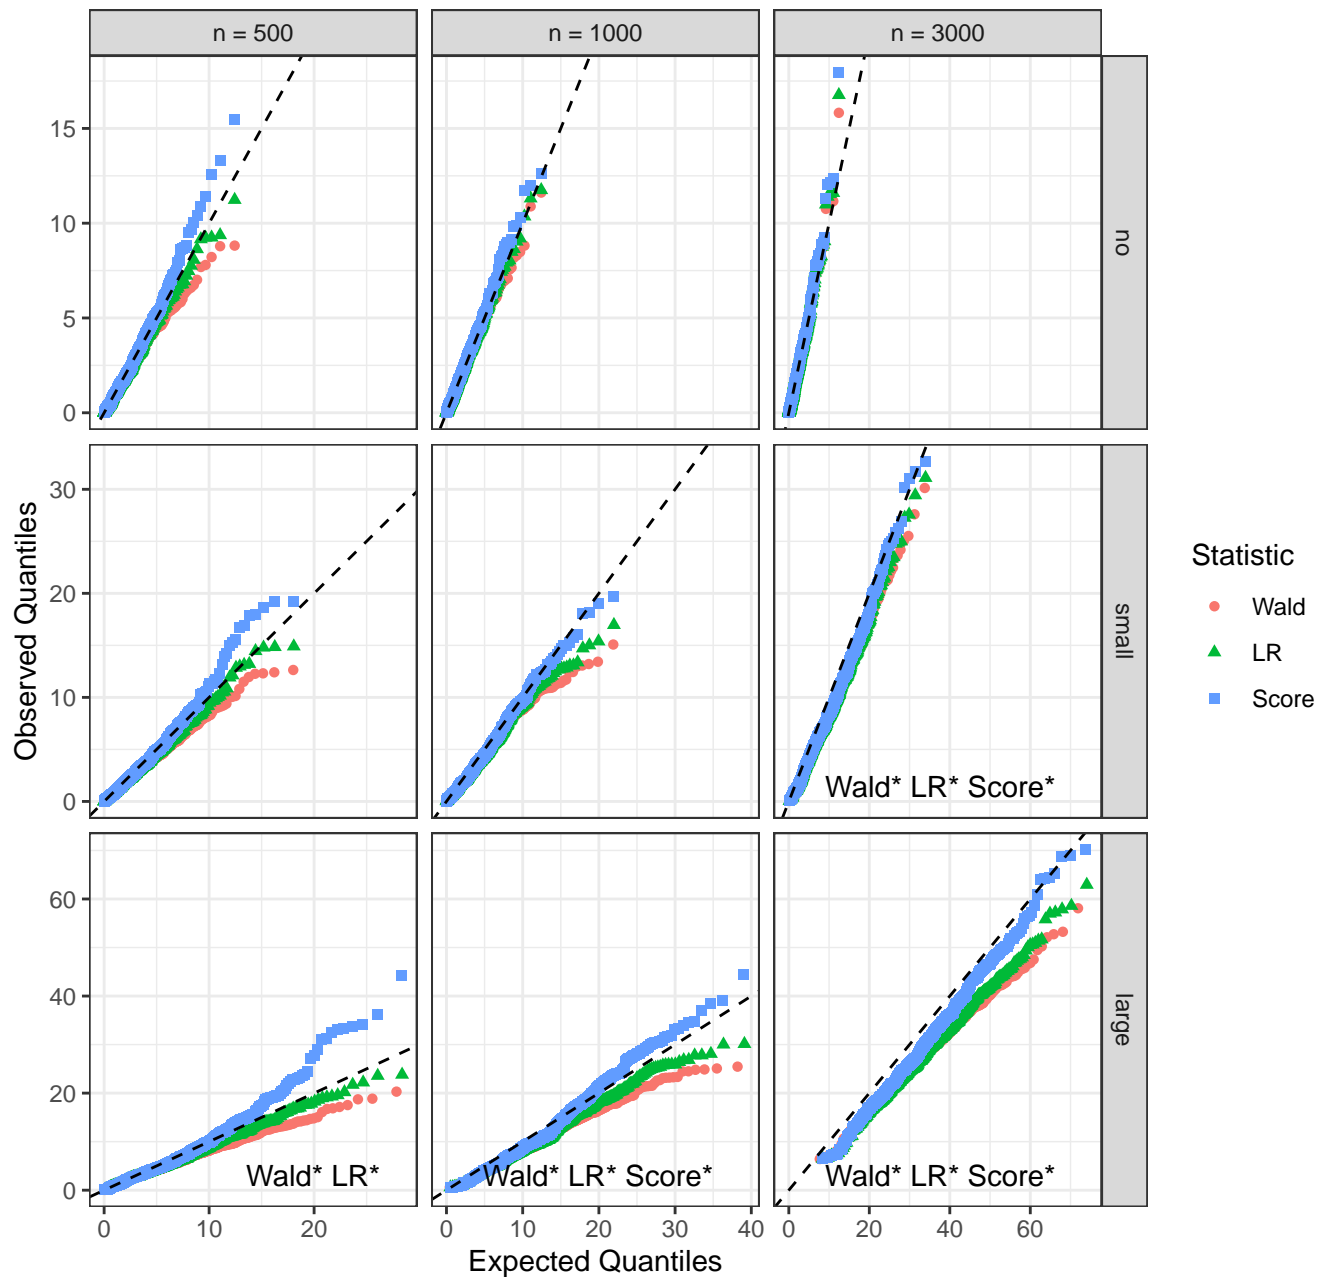 n = 500
n = 1000
n = 3000
15
10
5
0
no
30
20
10
0
Wald* LR* Score*
small
60
40
20
0
Wald* LR*
Wald* LR* Score*
Wald* LR* Score*
large
0 10 20
0 10 20 30 40
0 20 40 60
Expected Quantiles
Observed Quantiles
Statistic
Wald
LR
Score